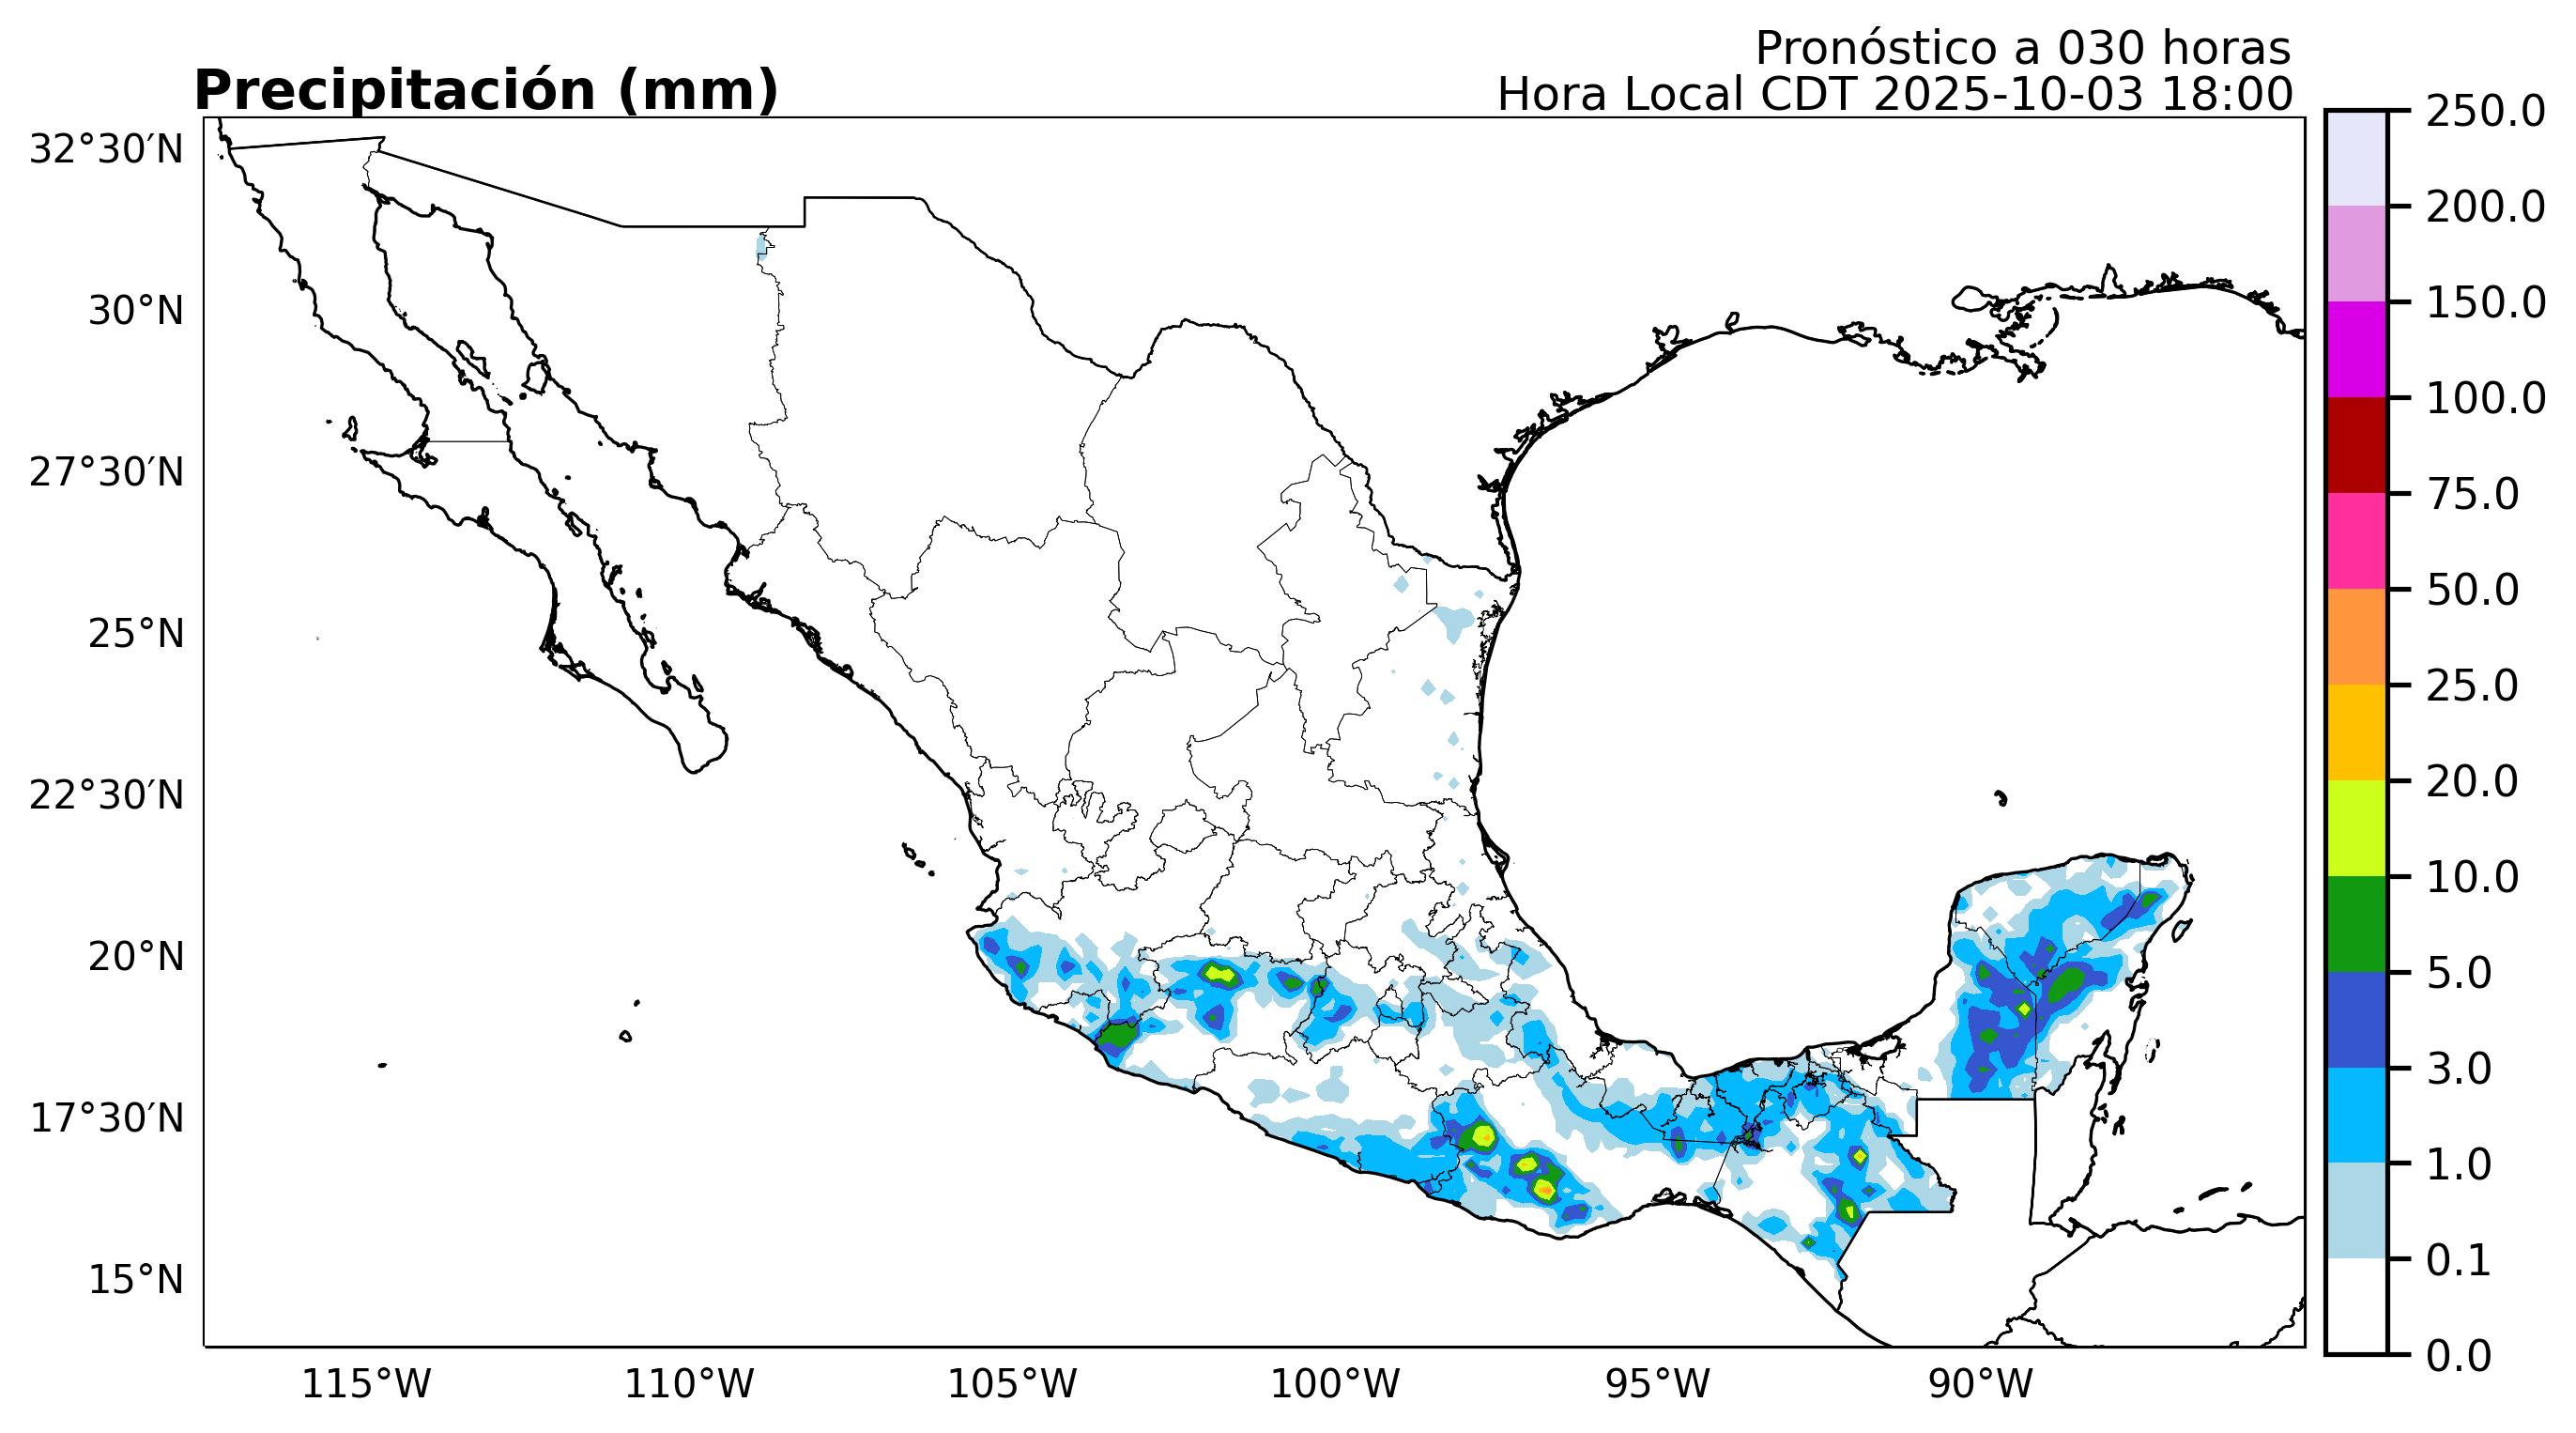 Pronóstico a 030 horas
Precipitación (mm)
Hora Local CDT 2025-10-03 18:00
32°30′N
30°N
27°30′N
25°N
22°30′N
20°N
17°30′N
15°N
115°W
110°W
105°W
100°W
95°W
90°W
250.0
200.0
150.0
100.0
75.0
50.0
25.0
20.0
10.0
5.0
3.0
1.0
0.1
0.0